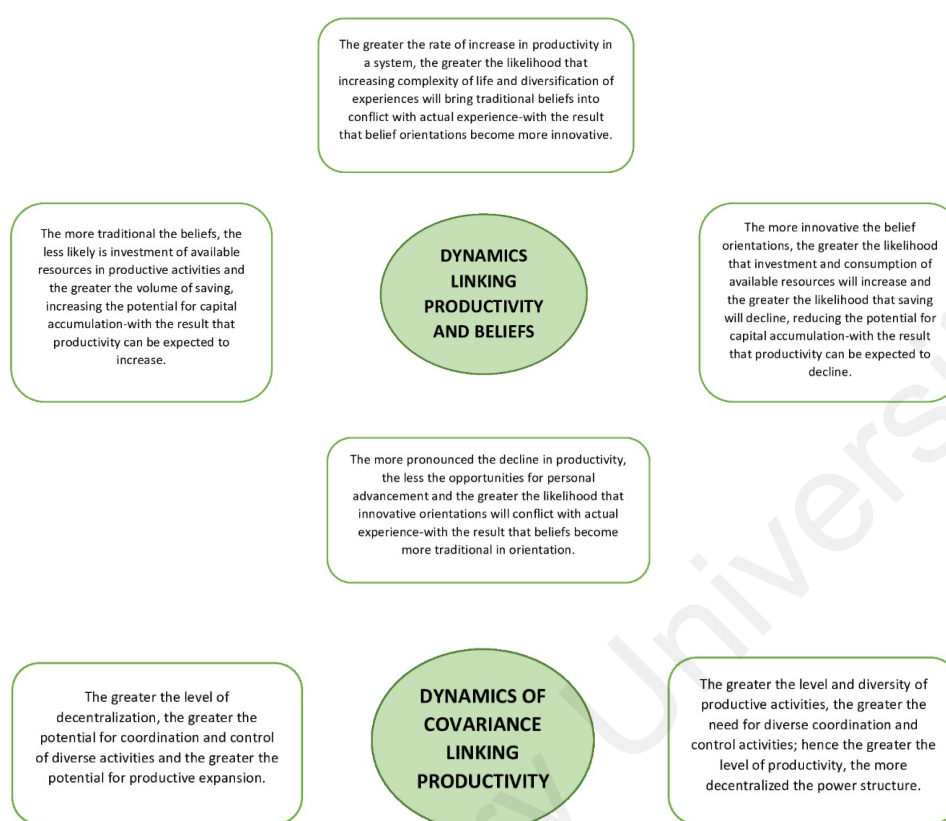 The greater the rate of increase in productivity in
a system, the greater the likelihood that
increasing complexity of life and diversification of
experiences will bring traditional beliefs into
conflict with actual experience-with the result
that belief orientations become more innovative.
The more traditional the beliefs, the
less likely is investment of available
resources in productive activities and
the greater the volume of saving,
increasing the potential for capital
accumulation-with the result that
productivity can be expected to
increase.
DYNAMICS
LINKING
PRODUCTIVITY
AND BELIEFS
The more innovative the belief
orientations, the greater the likelihood
that investment and consumption of
available resources will increase and
the greater the likelihood that saving
will decline, reducing the potential for
capital accumulation-with the result
that productivity can be expected to
decline.
The more pronounced the decline in productivity,
the less the opportunities for personal
advancement and the greater the likelihood that
innovative orientations will conflict with actual
experience-with the result that beliefs become
more traditional in orientation.
The greater the level of
decentralization, the greater the
potential for coordination and control
of diverse activities and the greater the
potential for productive expansion.
DYNAMICS OF
COVARIANCE
LINKING
PRODUCTIVITY
The greater the level and diversity of
productive activities, the greater the
need for diverse coordination and
control activities; hence the greater the
level of productivity, the more
decentralized the power structure.